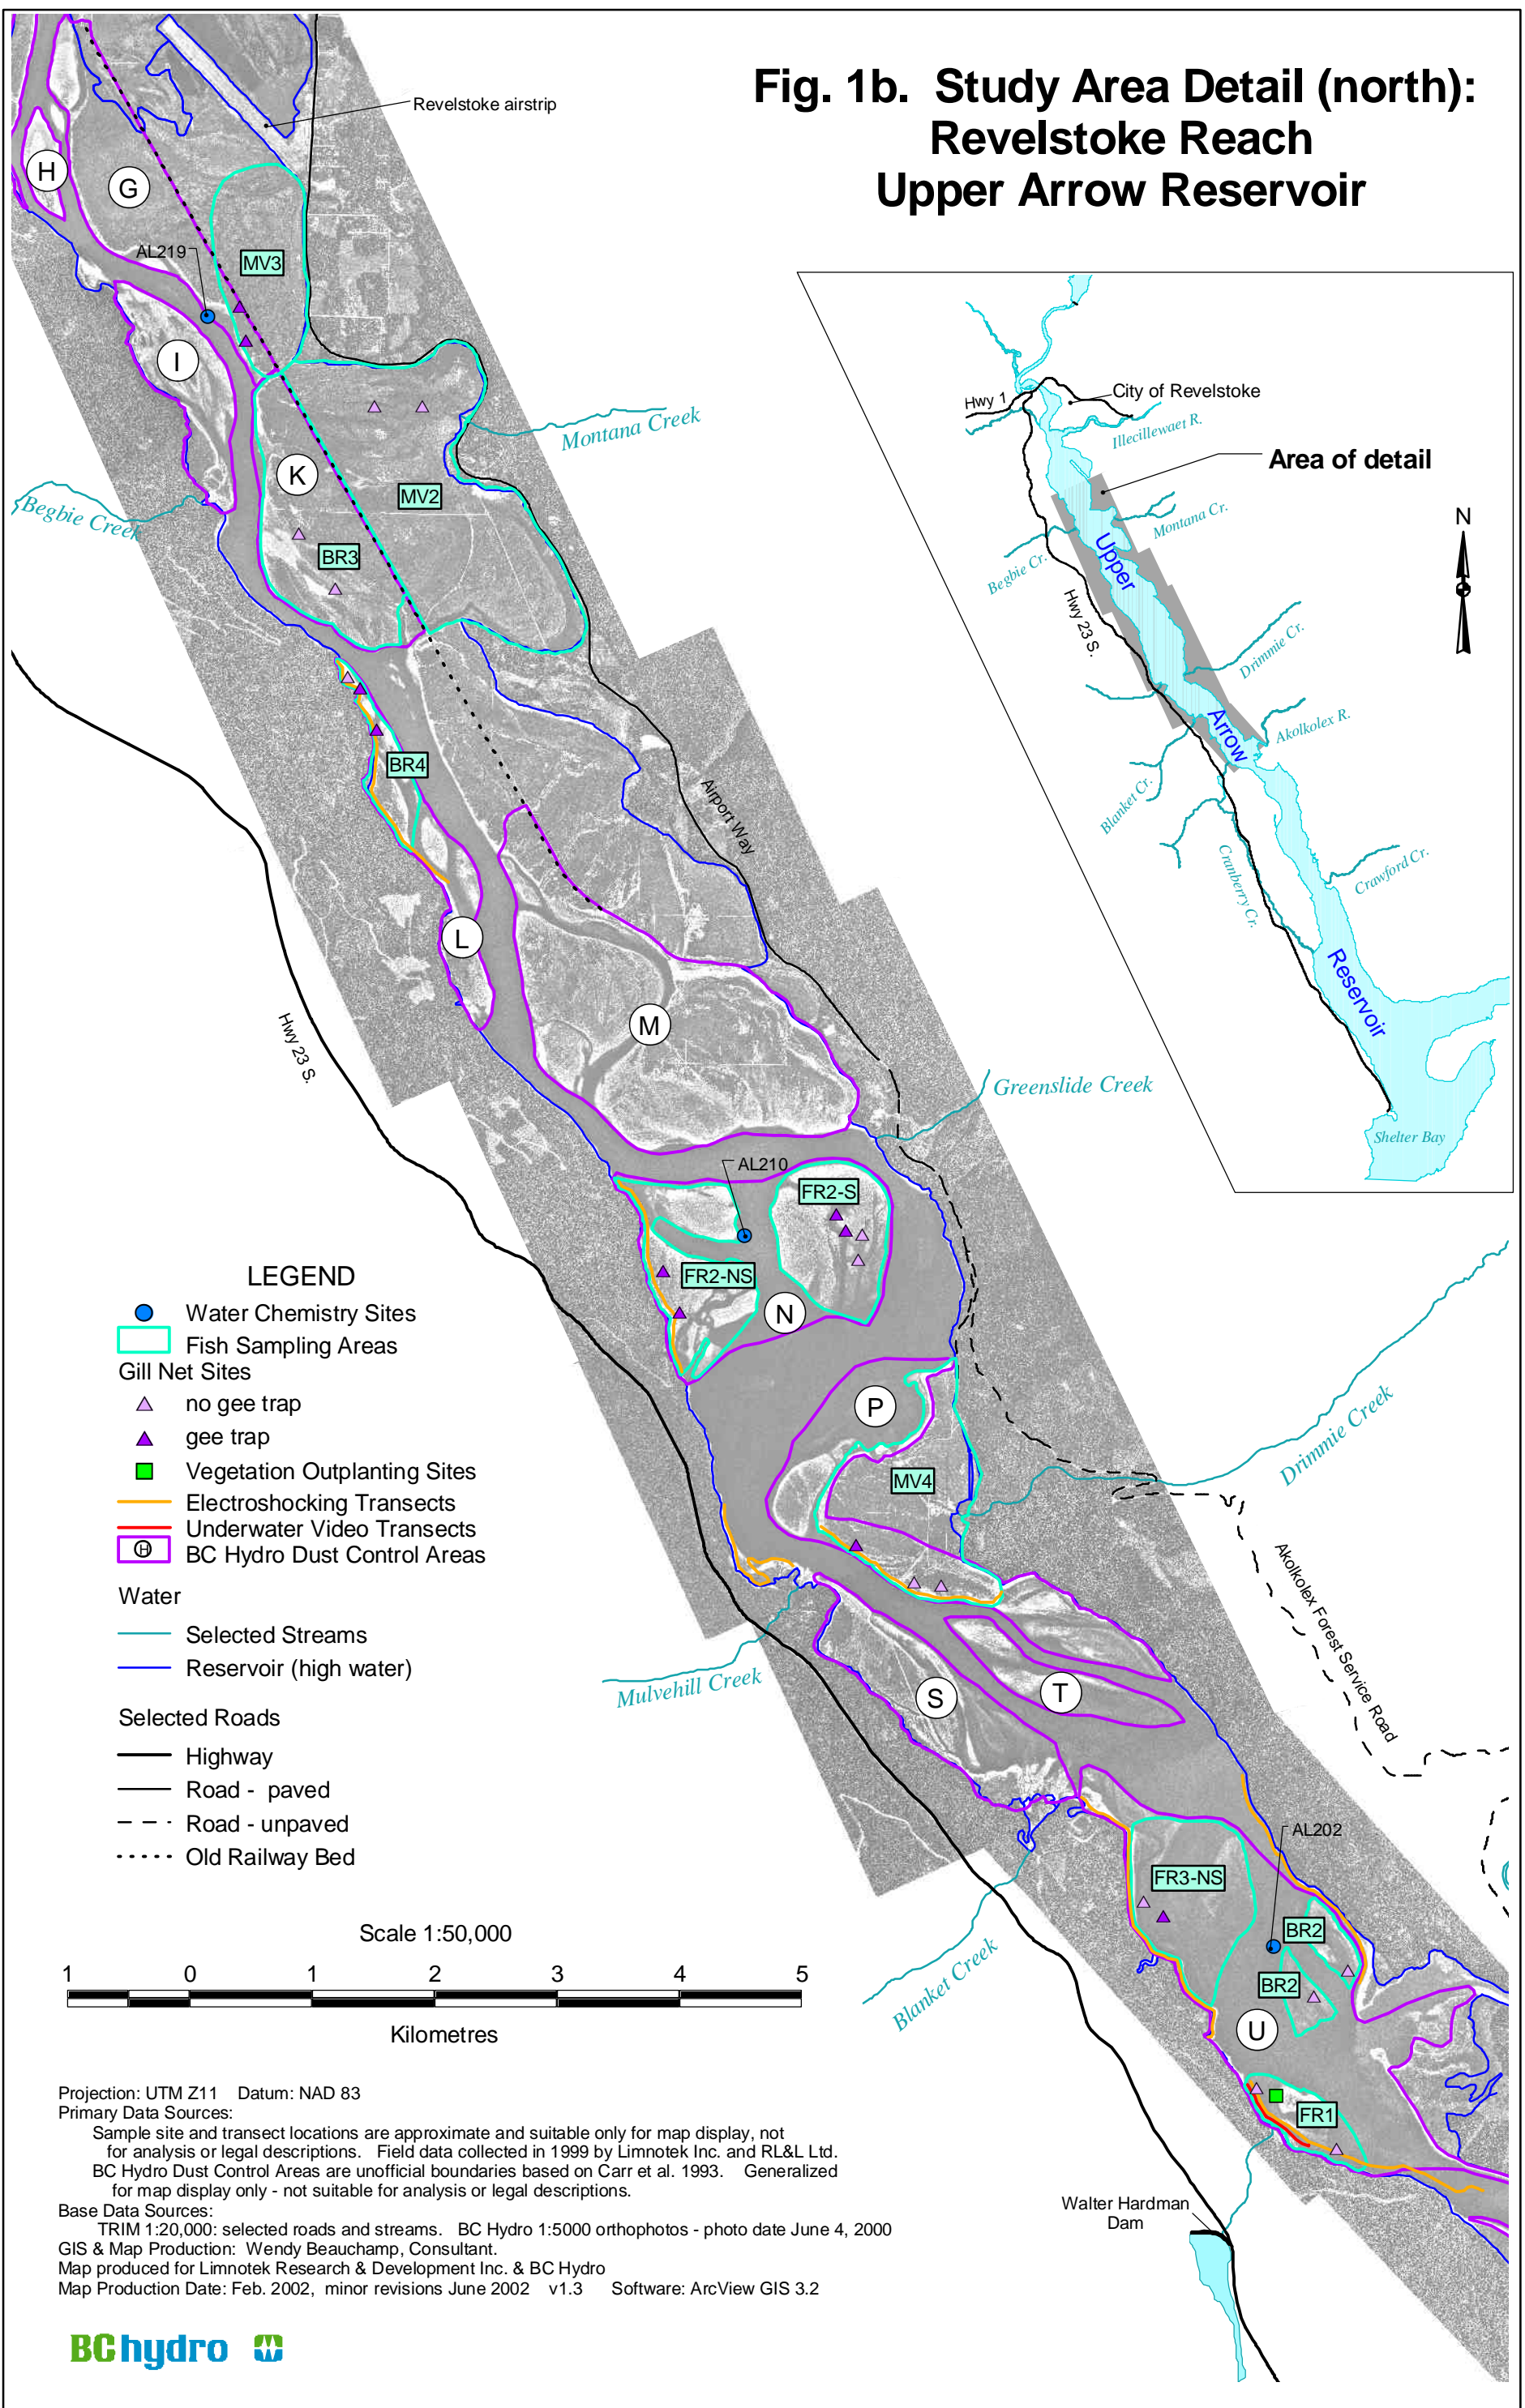 Fig. 1b. Study Area Detail (north):
Revelstoke Reach
Upper Arrow Reservoir
Revelstoke airstrip
H
G
AL219
MV3
I
Montana Creek
K
MV2
Begbie Creek
BR3
BR4
Airport Way
L
M
Hwy 23 S.
Greenslide Creek
AL210
FR2-S
FR2-NS
N
P
MV4
Drimmie Creek
Akolkolex Forest Service Road
Mulvehill Creek
S
T
AL202
FR3-NS
BR2
BR2
Blanket Creek
U
FR1
Walter Hardman
Dam
Hwy 1
City of Revelstoke
Illecillewaet R.
Area of detail
Montana Cr.
N
Begbie Cr.
Upper
Hwy 23 S.
Drimmie Cr.
Arrow
Akolkolex R.
Blanket Cr.
Cranberry Cr.
Crawford Cr.
Reservoir
Shelter Bay
LEGEND
Water Chemistry Sites
Fish Sampling Areas
Gill Net Sites
no gee trap
gee trap
Vegetation Outplanting Sites
Electroshocking Transects
Underwater Video Transects
H BC Hydro Dust Control Areas
Water
Selected Streams
Reservoir (high water)
Selected Roads
Highway
Road - paved
Road - unpaved
Old Railway Bed
Scale 1:50,000
1 0 1 2 3 4 5
Kilometres
Projection: UTM Z11 Datum: NAD 83
Primary Data Sources:
Sample site and transect locations are approximate and suitable only for map display, not
for analysis or legal descriptions. Field data collected in 1999 by Limnotek Inc. and RL&L Ltd.
BC Hydro Dust Control Areas are unofficial boundaries based on Carr et al. 1993. Generalized
for map display only - not suitable for analysis or legal descriptions.
Base Data Sources:
TRIM 1:20,000: selected roads and streams. BC Hydro 1:5000 orthophotos - photo date June 4, 2000
GIS & Map Production: Wendy Beauchamp, Consultant.
Map produced for Limnotek Research & Development Inc. & BC Hydro
Map Production Date: Feb. 2002, minor revisions June 2002 v1.3 Software: ArcView GIS 3.2
BChydro